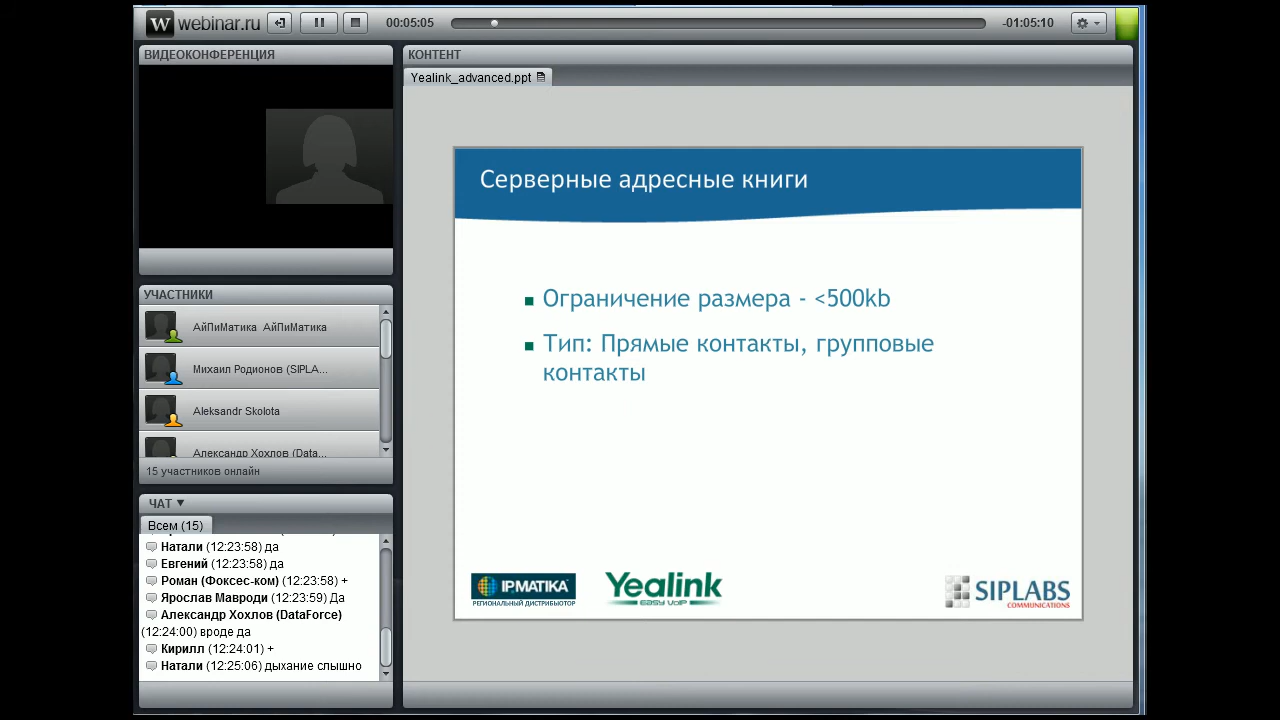 W webinar.ru
00:05:05
-01:05:10
ВИДЕОКОНФЕРЕНЦИЯ
УЧАСТНИКИ
АйПиМатика АйПиМатика
Михаил Родионов (SIPLA...
Aleksandr Skolota
Александр Хохлов (Data...
15 участников онлайн
ЧАТ
Всем (15)
Натали (12:23:58) да
Евгений (12:23:58) да
Роман (Фоксес-ком) (12:23:58) +
Ярослав Мавроди (12:23:59) Да
Александр Хохлов (DataForce)
(12:24:00) вроде да
Кирилл (12:24:01) +
Натали (12:25:06) дыхание слышно
КОНТЕНТ
Yealink_advanced.ppt
Серверные адресные книги
Ограничение размера - <500kb
Тип: Прямые контакты, групповые
контакты
IPMATIKA
РЕГИОНАЛЬНЫЙ ДИСТРИБЬЮТОР
Yealink
EASY VOIP
SIPLABS
COMMUNICATIONS